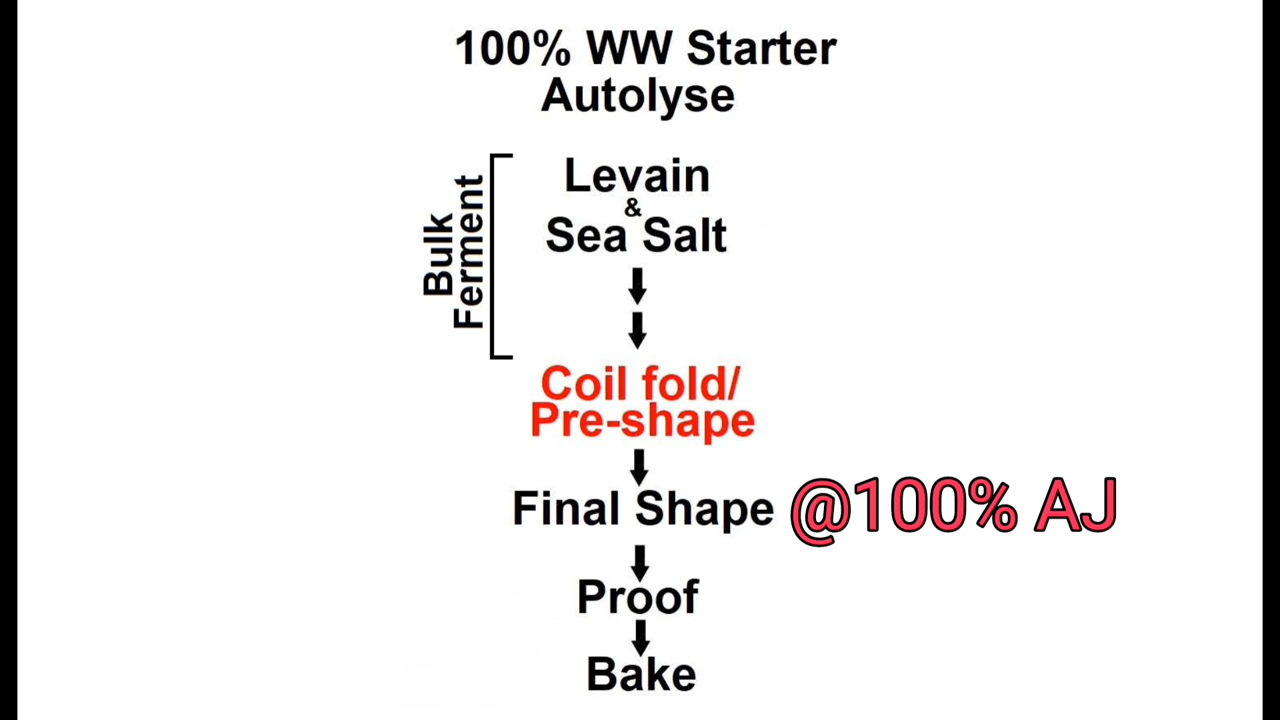 100% WW Starter
Autolyse
Bulk
Ferment
Levain
&
Sea Salt
Coil fold/
Pre-shape
Final Shape @100% AJ
Proof
Bake